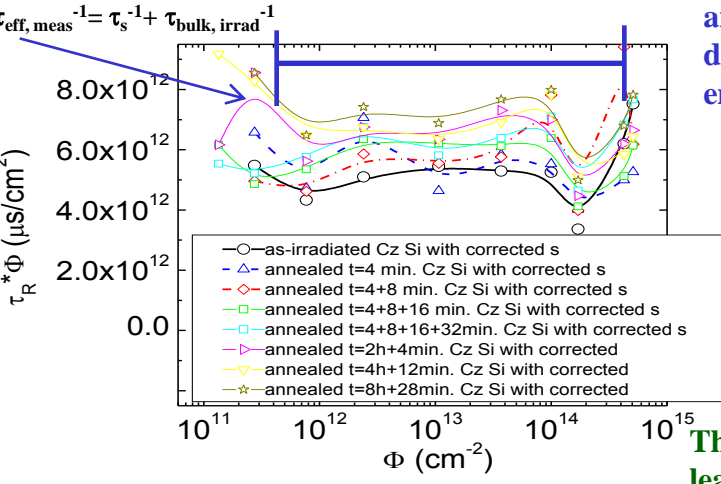 τeff, meas⁻¹= τs⁻¹+ τbulk, irrad⁻¹
τR*Φ (μs/cm²)
8.0x10¹²
6.0x10¹²
4.0x10¹²
2.0x10¹²
0.0
as-irradiated Cz Si with corrected s
annealed t=4 min. Cz Si with corrected s
annealed t=4+8 min. Cz Si with corrected s
annealed t=4+8+16 min. Cz Si with corrected s
annealed t=4+8+16+32min. Cz Si with corrected s
annealed t=2h+4min. Cz Si with corrected
annealed t=4h+12min. Cz Si with corrected
annealed t=8h+28min. Cz Si with corrected
10¹¹ 10¹² 10¹³ 10¹⁴ 10¹⁵
Φ (cm⁻²)